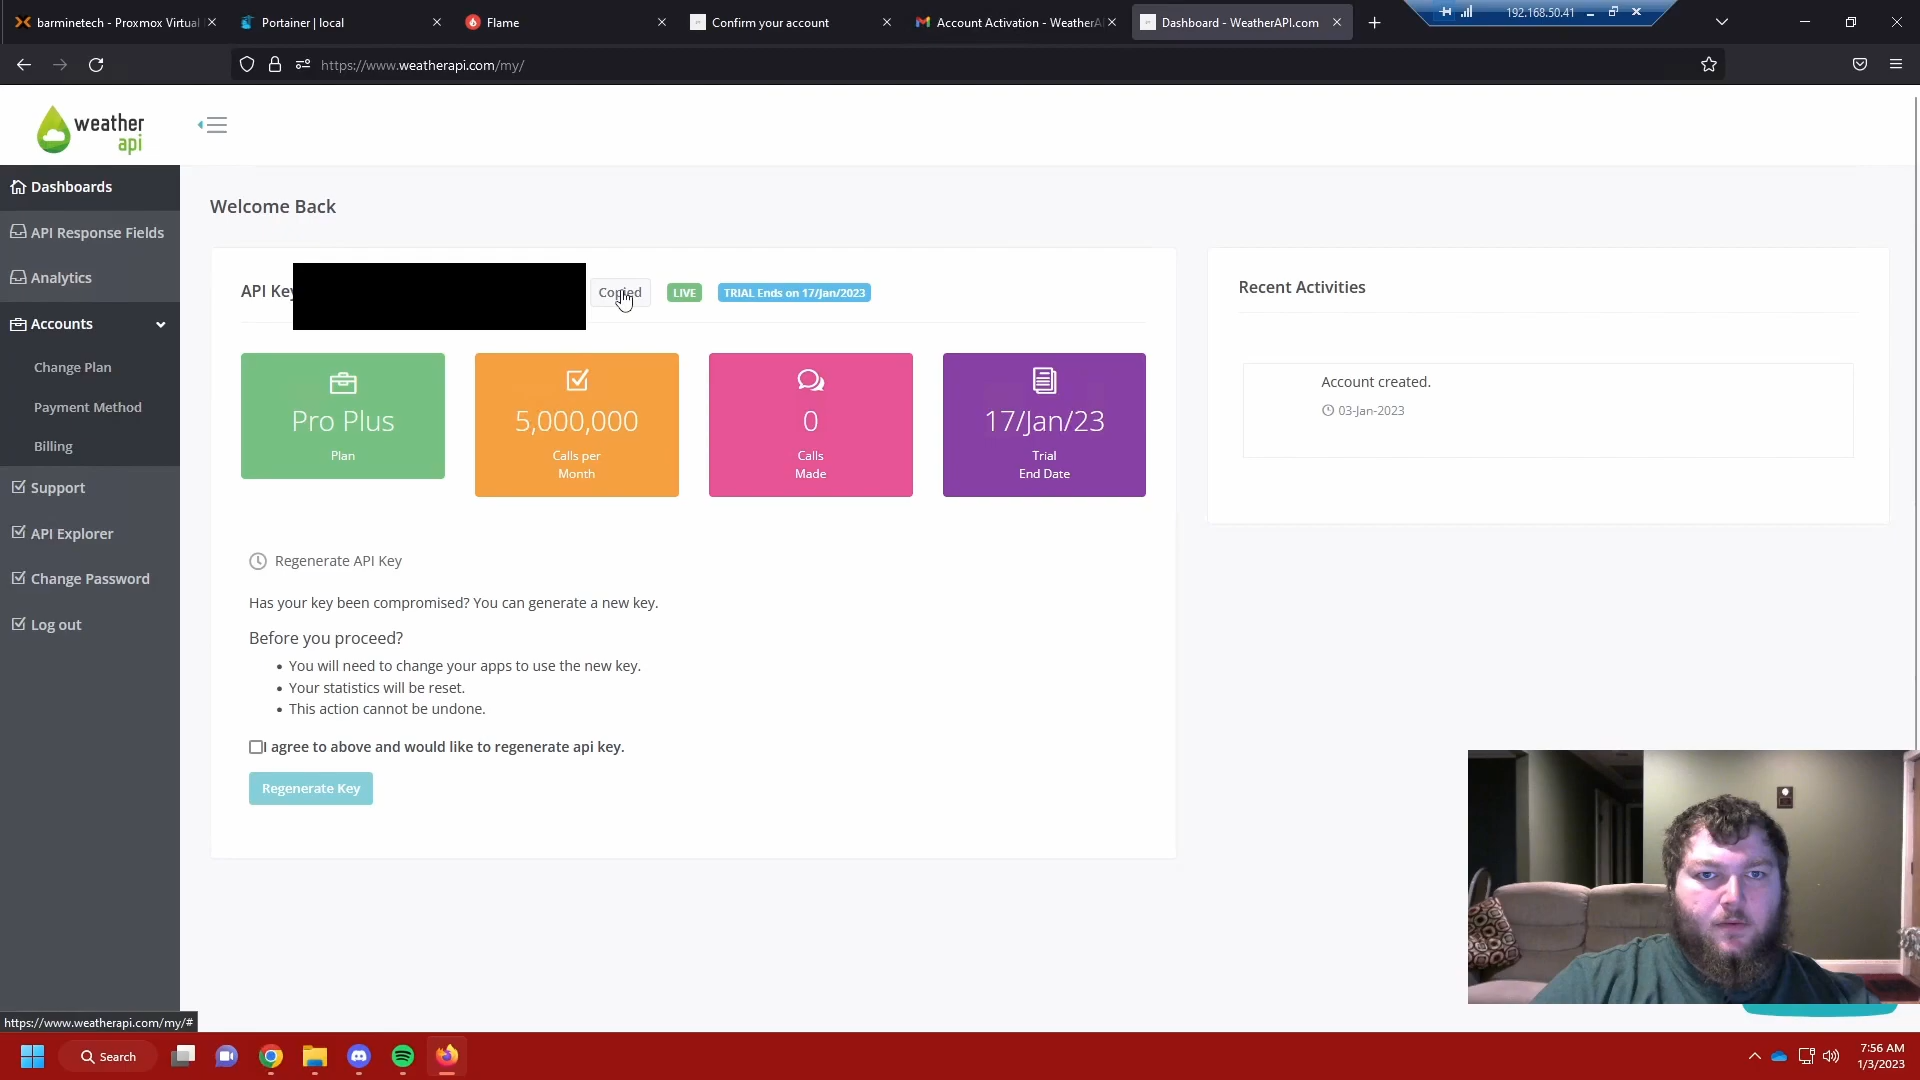 barminetech - Proxmox Virtual
Portainer | local
Flame
Confirm your account
Account Activation - WeatherA
Dashboard - WeatherAPI.com
192.168.50.41
https://www.weatherapi.com/my/
weather
api
Dashboards
API Response Fields
Analytics
Accounts
Change Plan
Payment Method
Billing
Support
API Explorer
Change Password
Log out
Welcome Back
API Key
Copied
LIVE
TRIAL Ends on 17/Jan/2023
Pro Plus
Plan
5,000,000
Calls per
Month
0
Calls
Made
17/Jan/23
Trial
End Date
Recent Activities
Account created.
03-Jan-2023
Regenerate API Key
Has your key been compromised? You can generate a new key.
Before you proceed?
You will need to change your apps to use the new key.
Your statistics will be reset.
This action cannot be undone.
I agree to above and would like to regenerate api key.
Regenerate Key
https://www.weatherapi.com/my/#
Search
7:56 AM
1/3/2023